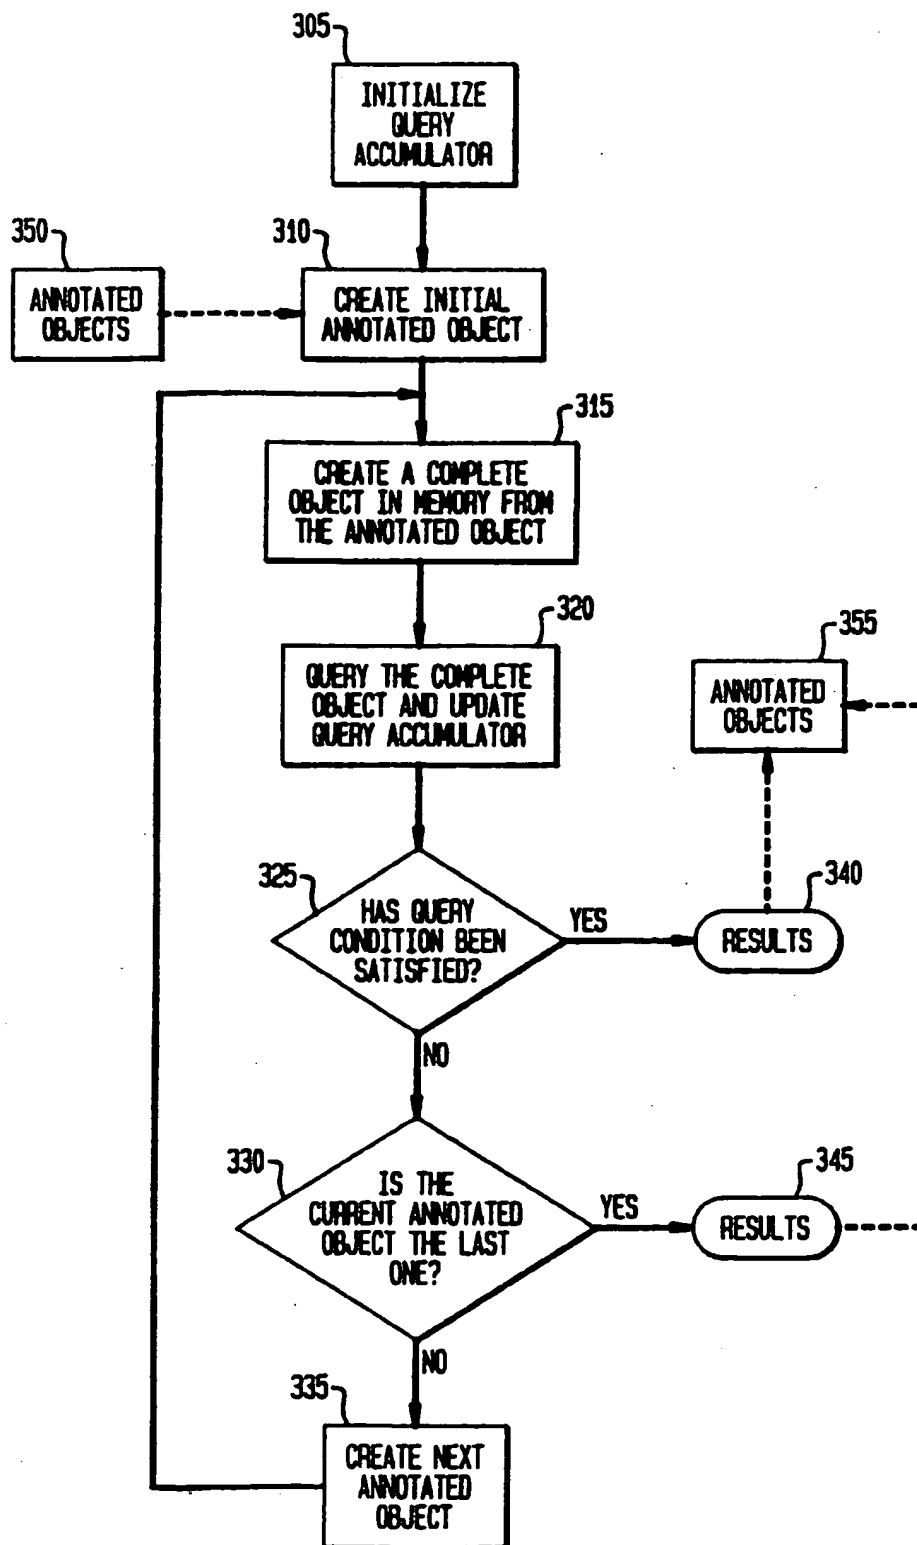 305
INITIALIZE
QUERY
ACCUMULATOR
350
310
ANNOTATED
OBJECTS
CREATE INITIAL
ANNOTATED OBJECT
315
CREATE A COMPLETE
OBJECT IN MEMORY FROM
THE ANNOTATED OBJECT
320
355
QUERY THE COMPLETE
OBJECT AND UPDATE
QUERY ACCUMULATOR
ANNOTATED
OBJECTS
325
340
HAS QUERY
CONDITION BEEN
SATISFIED?
YES
RESULTS
NO
330
345
IS THE
CURRENT ANNOTATED
OBJECT THE LAST
ONE?
YES
RESULTS
NO
335
CREATE NEXT
ANNOTATED
OBJECT